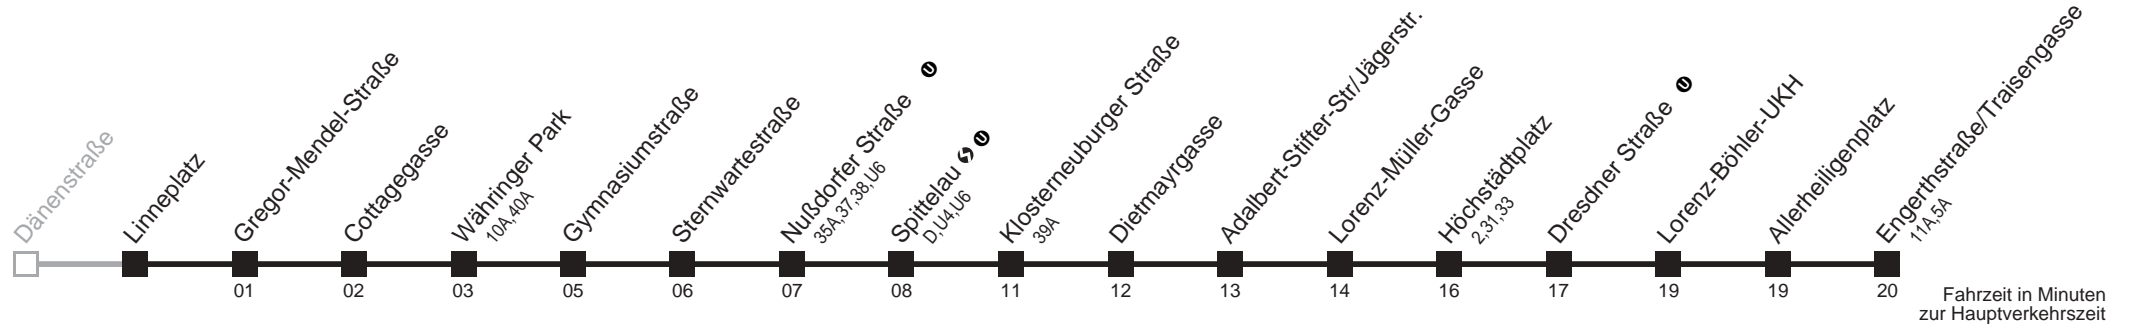 Dänenstraße
Linneplatz
Gregor-Mendel-Straße
Cottagegasse
Währinger Park
10A,40A
Gymnasiumstraße
Sternwartestraße
Nußdorfer Straße U
35A,37,38,U6
Spittelau S U
D,U4,U6
Klosterneuburger Straße
39A
Dietmayrgasse
Adalbert-Stifter-Str/Jägerstr.
Lorenz-Müller-Gasse
Höchstädtplatz
2,31,33
Dresdner Straße U
Lorenz-Böhler-UKH
Allerheiligenplatz
Engerthstraße/Traisengasse
11A,5A
01 02 03 05 06 07 08 11 12 13 14 16 17 19 19 20
Fahrzeit in Minuten
zur Hauptverkehrszeit